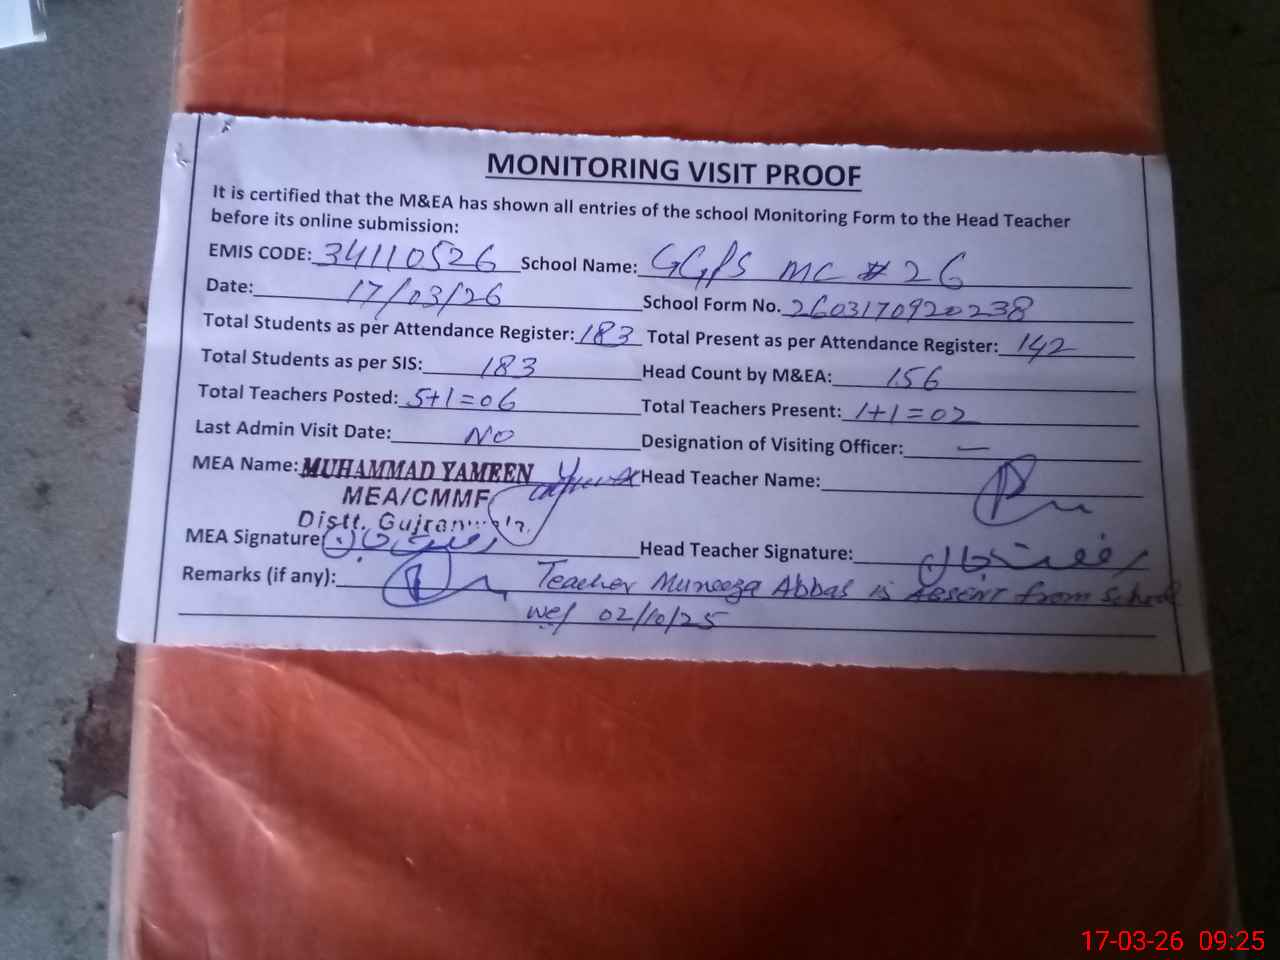 MONITORING VISIT PROOF
It is certified that the M&EA has shown all entries of the school Monitoring Form to the Head Teacher
before its online submission:
EMIS CODE: 34110526 School Name: GGPS MC # 26
Date: 17/03/26 School Form No. 2603170920238
Total Students as per Attendance Register: 183 Total Present as per Attendance Register: 142
Total Students as per SIS: 183 Head Count by M&EA: 156
Total Teachers Posted: 5+1=06 Total Teachers Present: 1+1=02
Last Admin Visit Date: NO Designation of Visiting Officer: —
MEA Name: MUHAMMAD YAMEEN Head Teacher Name:
MEA/CMMF
Distt. Gujranwala.
MEA Signature: Head Teacher Signature:
Remarks (if any): Teacher Muneeza Abbas is ABSENT from school
wef 02/10/25
17-03-26 09:25